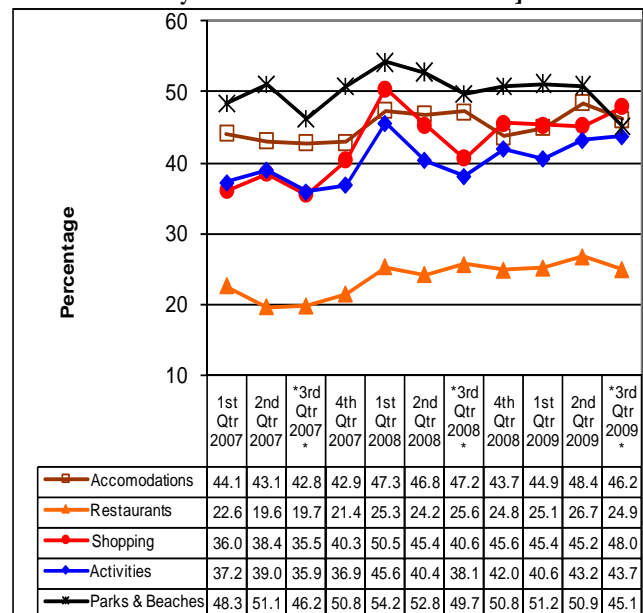 60
50
40
30
20
10
Percentage
1st Qtr 2007 2nd Qtr 2007 *3rd Qtr 2007 * 4th Qtr 2007 1st Qtr 2008 2nd Qtr 2008 *3rd Qtr 2008 * 4th Qtr 2008 1st Qtr 2009 2nd Qtr 2009 *3rd Qtr 2009 *
Accomodations 44.1 43.1 42.8 42.9 47.3 46.8 47.2 43.7 44.9 48.4 46.2
Restaurants 22.6 19.6 19.7 21.4 25.3 24.2 25.6 24.8 25.1 26.7 24.9
Shopping 36.0 38.4 35.5 40.3 50.5 45.4 40.6 45.6 45.4 45.2 48.0
Activities 37.2 39.0 35.9 36.9 45.6 40.4 38.1 42.0 40.6 43.2 43.7
Parks & Beaches 48.3 51.1 46.2 50.8 54.2 52.8 49.7 50.8 51.2 50.9 45.1